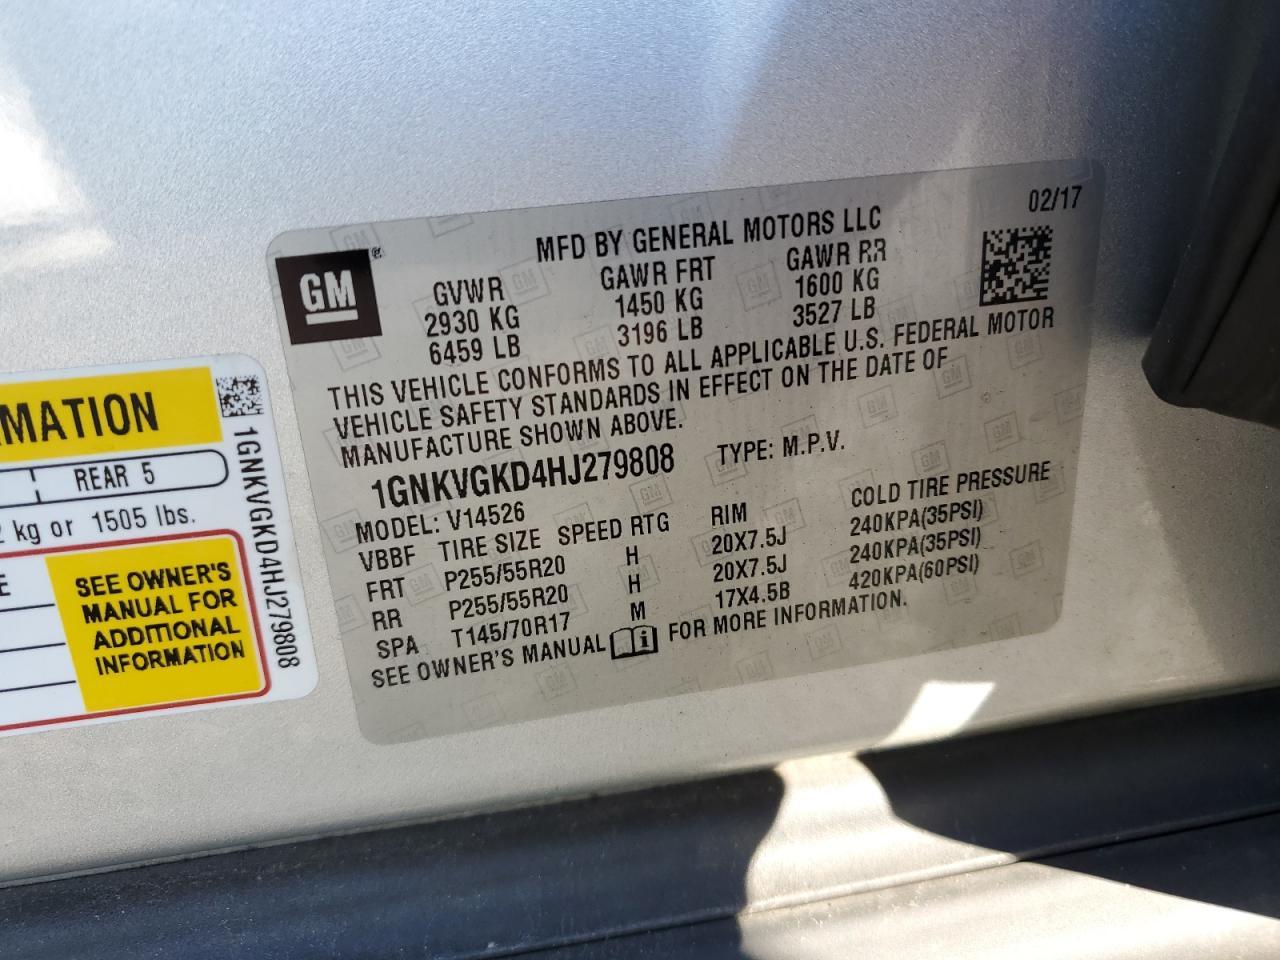 02/17
GM®
MFD BY GENERAL MOTORS LLC
GVWR GAWR FRT GAWR RR
2930 KG 1450 KG 1600 KG
6459 LB 3196 LB 3527 LB
THIS VEHICLE CONFORMS TO ALL APPLICABLE U.S. FEDERAL MOTOR
VEHICLE SAFETY STANDARDS IN EFFECT ON THE DATE OF
MANUFACTURE SHOWN ABOVE.
1GNKVGKD4HJ279808 TYPE: M.P.V.
MODEL: V14526
VBBF TIRE SIZE SPEED RTG RIM COLD TIRE PRESSURE
FRT P255/55R20 H 20X7.5J 240KPA(35PSI)
RR P255/55R20 H 20X7.5J 240KPA(35PSI)
SPA T145/70R17 M 17X4.5B 420KPA(60PSI)
SEE OWNER'S MANUAL FOR MORE INFORMATION.
MATION
REAR 5
kg or 1505 lbs.
E
SEE OWNER'S
MANUAL FOR
ADDITIONAL
INFORMATION
1GNKVGKD4HJ279808